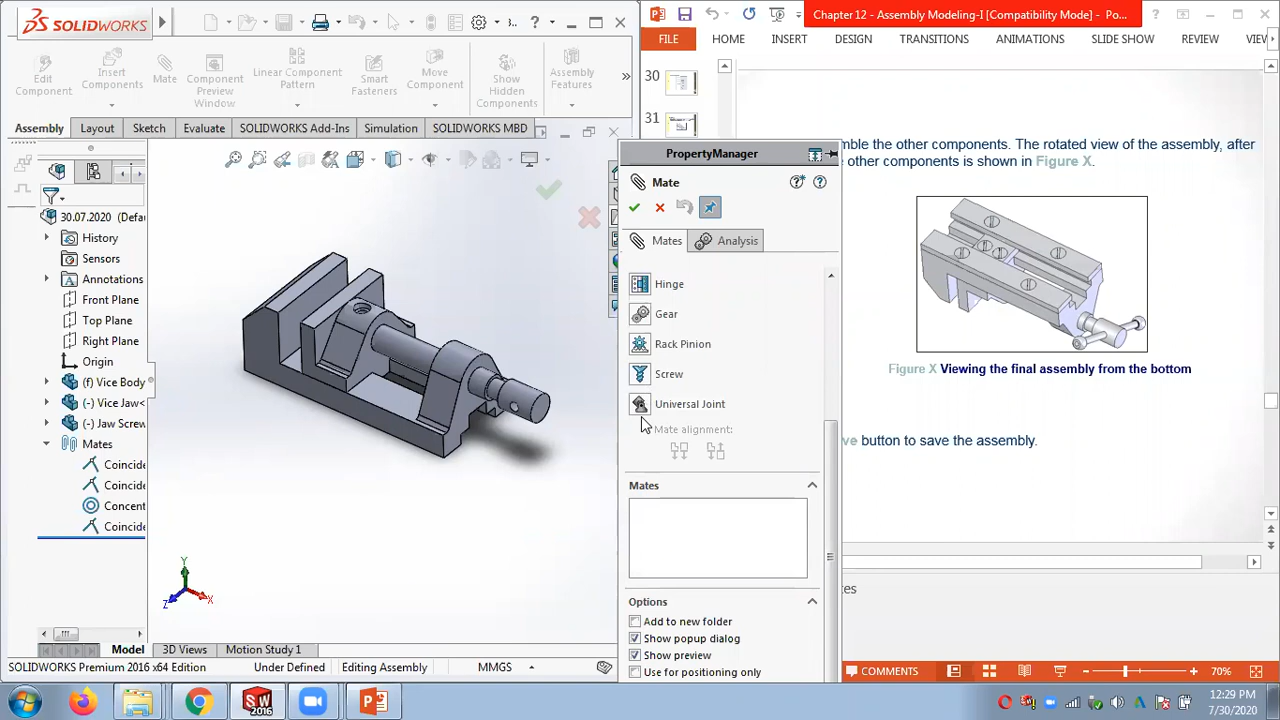 SOLIDWORKS
Edit Component
Insert Components
Mate
Component Preview Window
Linear Component Pattern
Smart Fasteners
Move Component
Show Hidden Components
Assembly Features
Assembly Layout Sketch Evaluate SOLIDWORKS Add-Ins Simulation SOLIDWORKS MBD
30.07.2020 (Defa
History
Sensors
Annotations
Front Plane
Top Plane
Right Plane
Origin
(f) Vice Body
(-) Vice Jaw<
(-) Jaw Screw
Mates
Coincide
Coincide
Concent
Coincide
Y
X
Z
Model 3D Views Motion Study 1
SOLIDWORKS Premium 2016 x64 Edition Under Defined Editing Assembly MMGS
PropertyManager
Mate
Mates Analysis
Hinge
Gear
Rack Pinion
Screw
Universal Joint
Mate alignment:
Mates
Options
Add to new folder
Show popup dialog
Show preview
Use for positioning only
Chapter 12 - Assembly Modeling-I [Compatibility Mode] - Po...
FILE HOME INSERT DESIGN TRANSITIONS ANIMATIONS SLIDE SHOW REVIEW VIEW
30
31
mble the other components. The rotated view of the assembly, after
other components is shown in Figure X.
Figure X Viewing the final assembly from the bottom
ve button to save the assembly.
tes
COMMENTS 70%
SW 2016
12:29 PM
7/30/2020